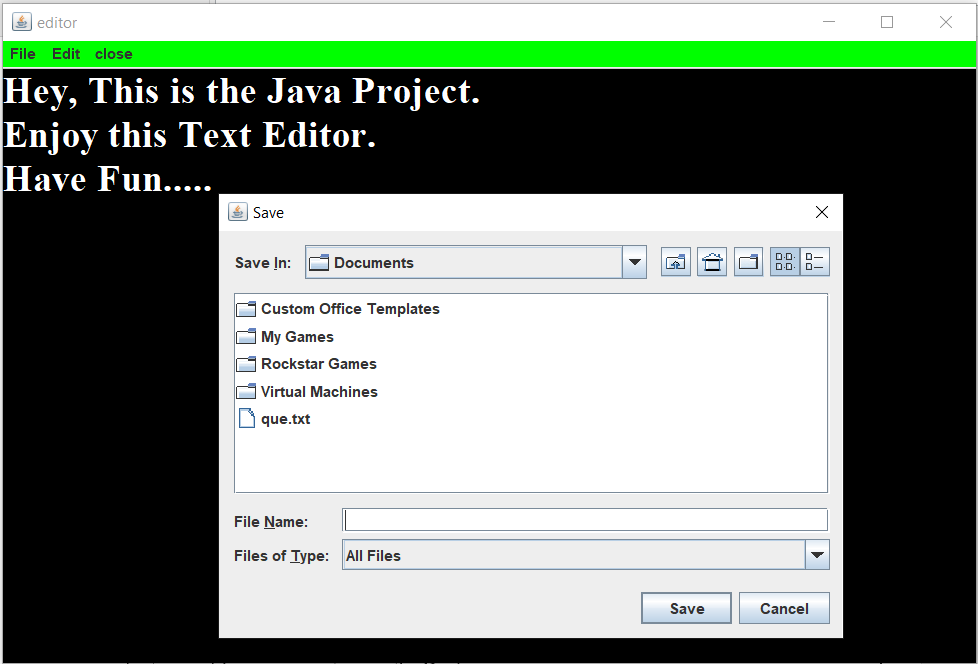 editor
File Edit close
Hey, This is the Java Project.
Enjoy this Text Editor.
Have Fun.....
Save
Save In: Documents
Custom Office Templates
My Games
Rockstar Games
Virtual Machines
que.txt
File Name:
Files of Type: All Files
Save Cancel